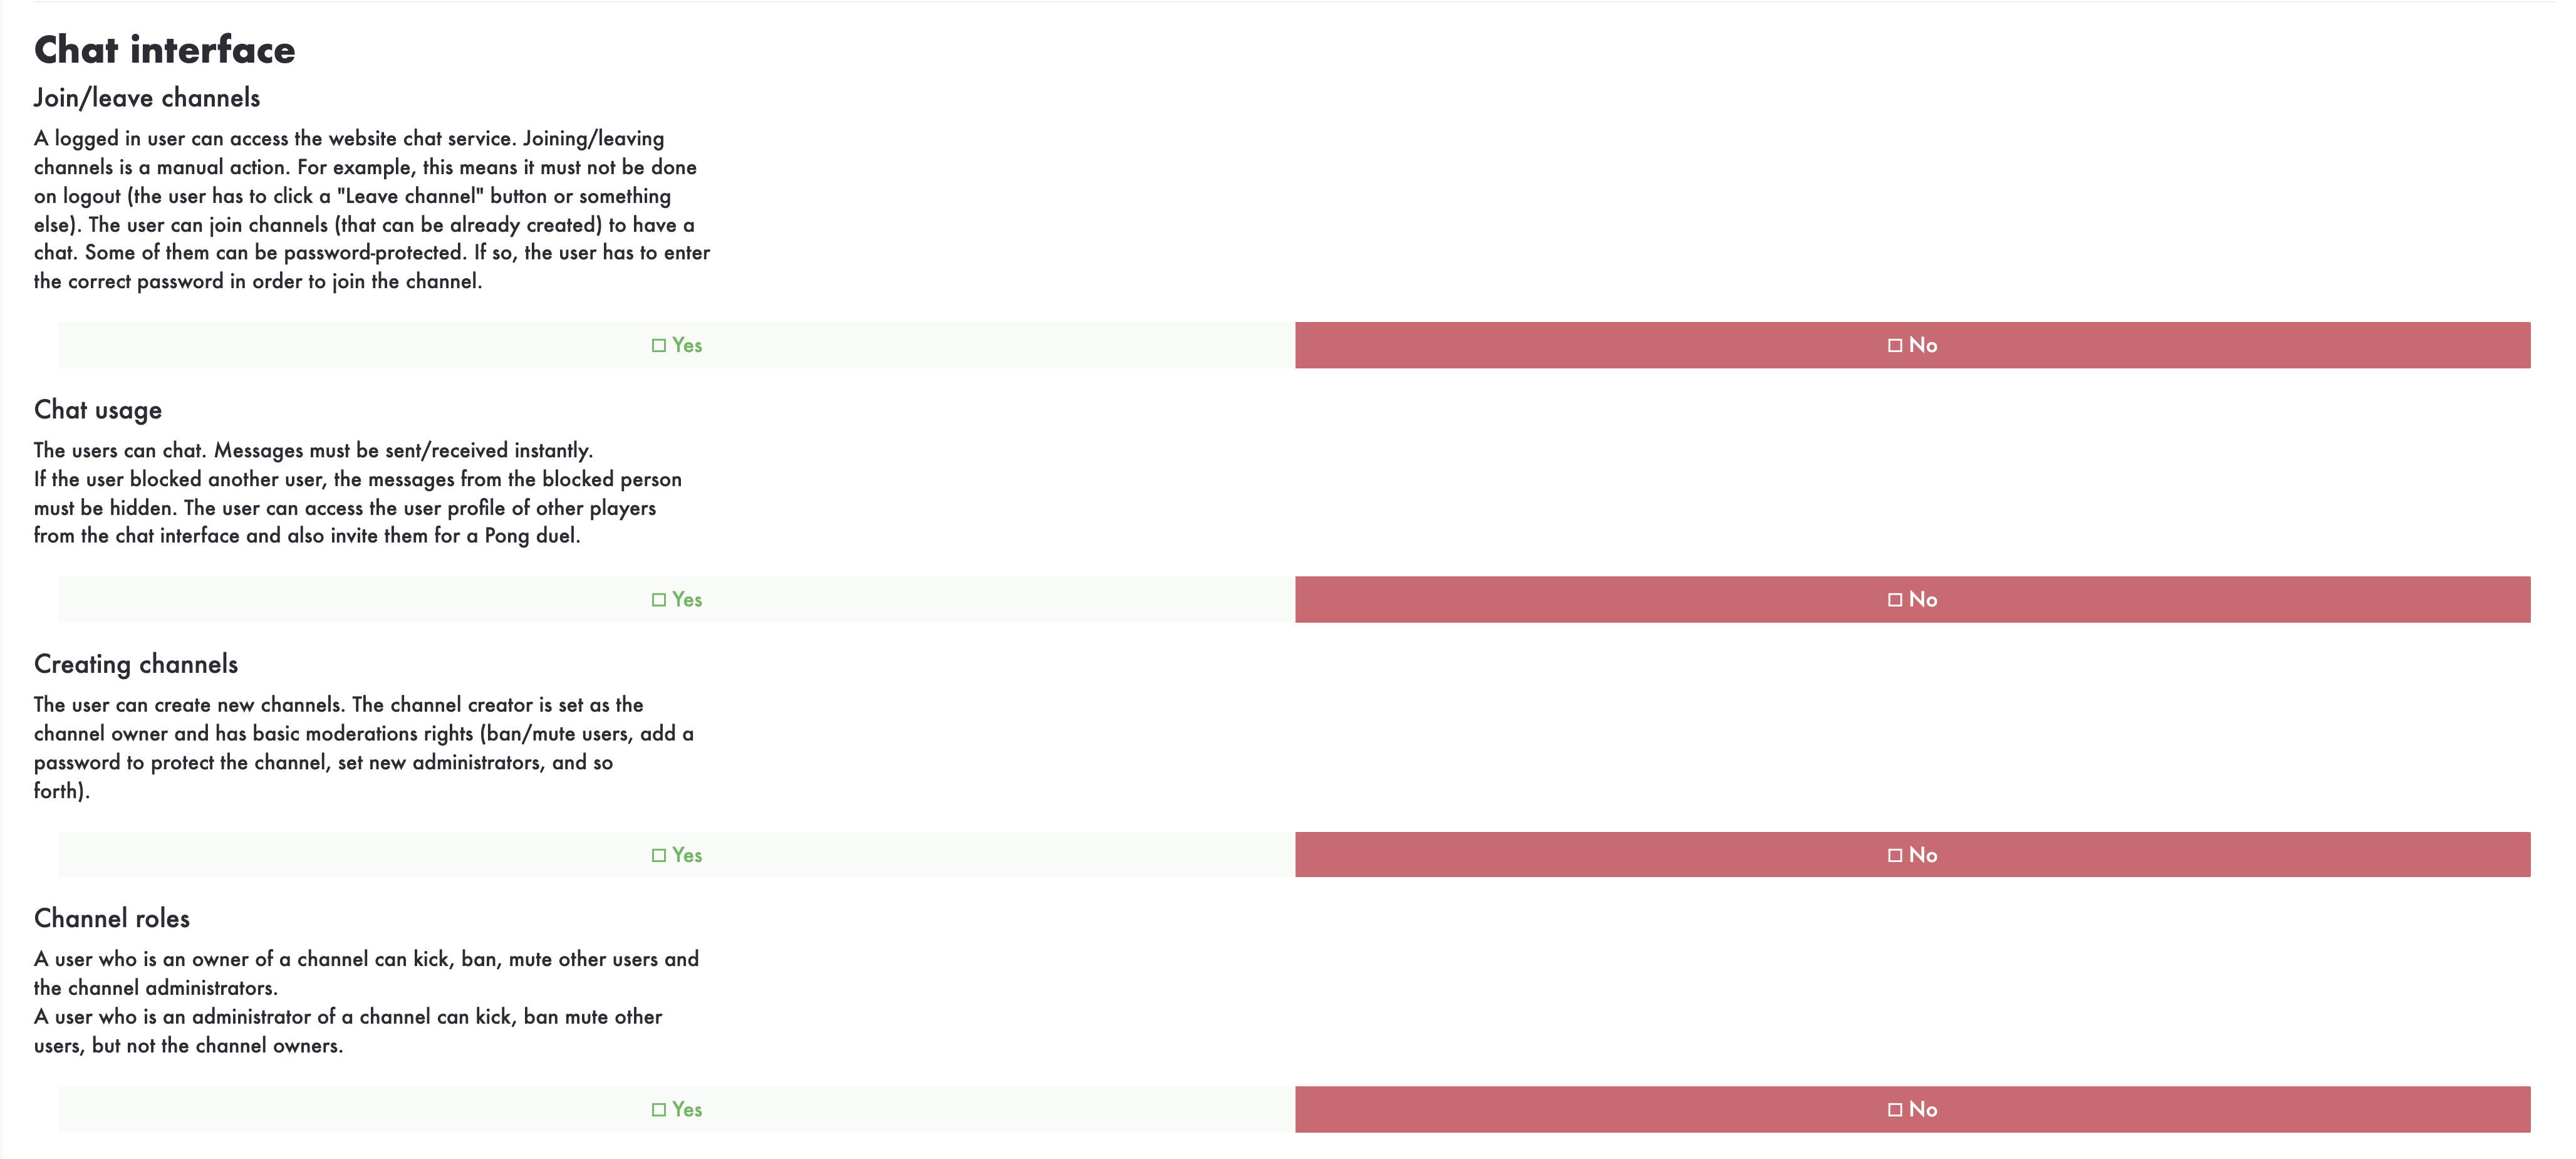 Chat interface
Join/leave channels
A logged in user can access the website chat service. Joining/leaving
channels is a manual action. For example, this means it must not be done
on logout (the user has to click a "Leave channel" button or something
else). The user can join channels (that can be already created) to have a
chat. Some of them can be password-protected. If so, the user has to enter
the correct password in order to join the channel.
Yes
No
Chat usage
The users can chat. Messages must be sent/received instantly.
If the user blocked another user, the messages from the blocked person
must be hidden. The user can access the user profile of other players
from the chat interface and also invite them for a Pong duel.
Yes
No
Creating channels
The user can create new channels. The channel creator is set as the
channel owner and has basic moderations rights (ban/mute users, add a
password to protect the channel, set new administrators, and so
forth).
Yes
No
Channel roles
A user who is an owner of a channel can kick, ban, mute other users and
the channel administrators.
A user who is an administrator of a channel can kick, ban mute other
users, but not the channel owners.
Yes
No